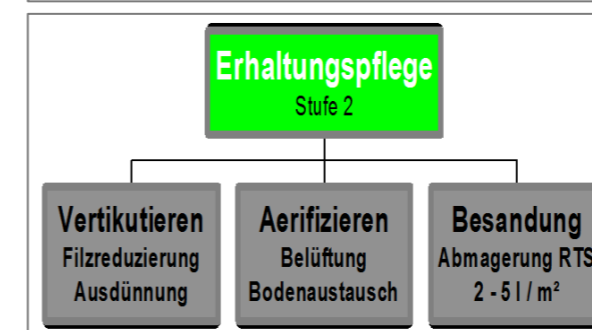 Erhaltungspflege
Stufe 2
Vertikutieren
Filzreduzierung
Ausdünnung
Aerifizieren
Belüftung
Bodenaustausch
Besandung
Abmagerung RTS
2 - 5 l / m²